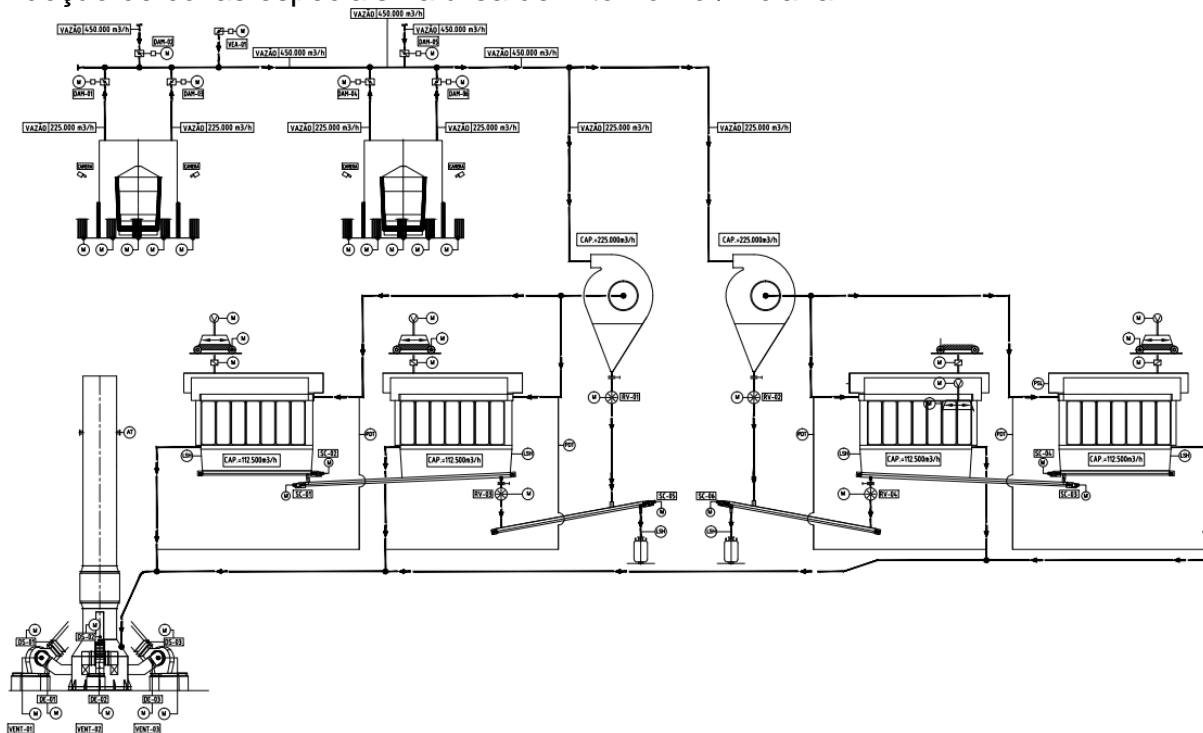 VAZÃO 450.000 m3/h
VAZÃO 450.000 m3/h
VAZÃO 450.000 m3/h
DAM-02
M
VEA-01
M
DAM-05
M
VAZÃO 450.000 m3/h
VAZÃO 450.000 m3/h
M
DAM-01
M
DAM-03
M
DAM-04
M
DAM-06
VAZÃO 225.000 m3/h
VAZÃO 225.000 m3/h
VAZÃO 225.000 m3/h
VAZÃO 225.000 m3/h
VAZÃO 225.000 m3/h
VAZÃO 225.000 m3/h
CAMERA
CAMERA
CAMERA
CAMERA
M M M M M
M M M M M
CAP.=225.000m3/h
CAP.=225.000m3/h
V M
M
M
V M
M
M
M
M V
M
M V
M
M
PSL
M RV-01
M RV-02
AT
LSH
CAP.=112.500m3/h
SC-02
M
PDT
CAP.=112.500m3/h
LSH
PDT
PDT
LSH
CAP.=112.500m3/h
PDT
SC-04
M
CAP.=112.500m3/h
LSH
M SC-01
RV-03 M
M RV-04
SC-03 M
SC-05
M
LSH
SC-06
M
LSH
M
DS-01
M
DS-02
M
DS-03
DE-01
DE-02
DE-03
M M
M
M M
VENT-01
VENT-02
VENT-03